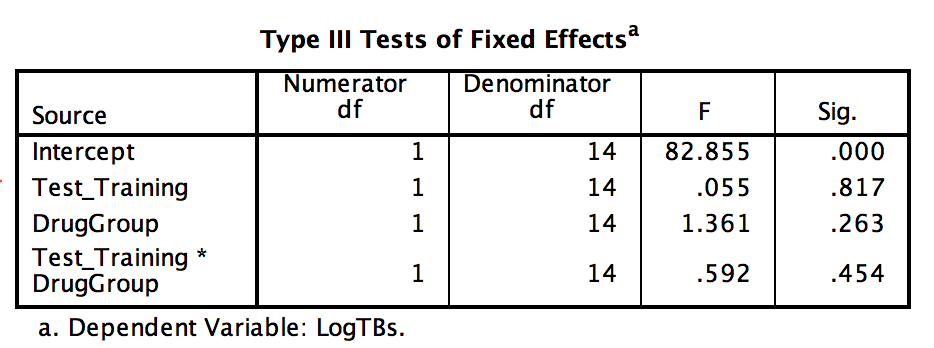 Type III Tests of Fixed Effectsa
Source Numerator df Denominator df F Sig.
Intercept 1 14 82.855 .000
Test_Training 1 14 .055 .817
DrugGroup 1 14 1.361 .263
Test_Training * DrugGroup 1 14 .592 .454
a. Dependent Variable: LogTBs.